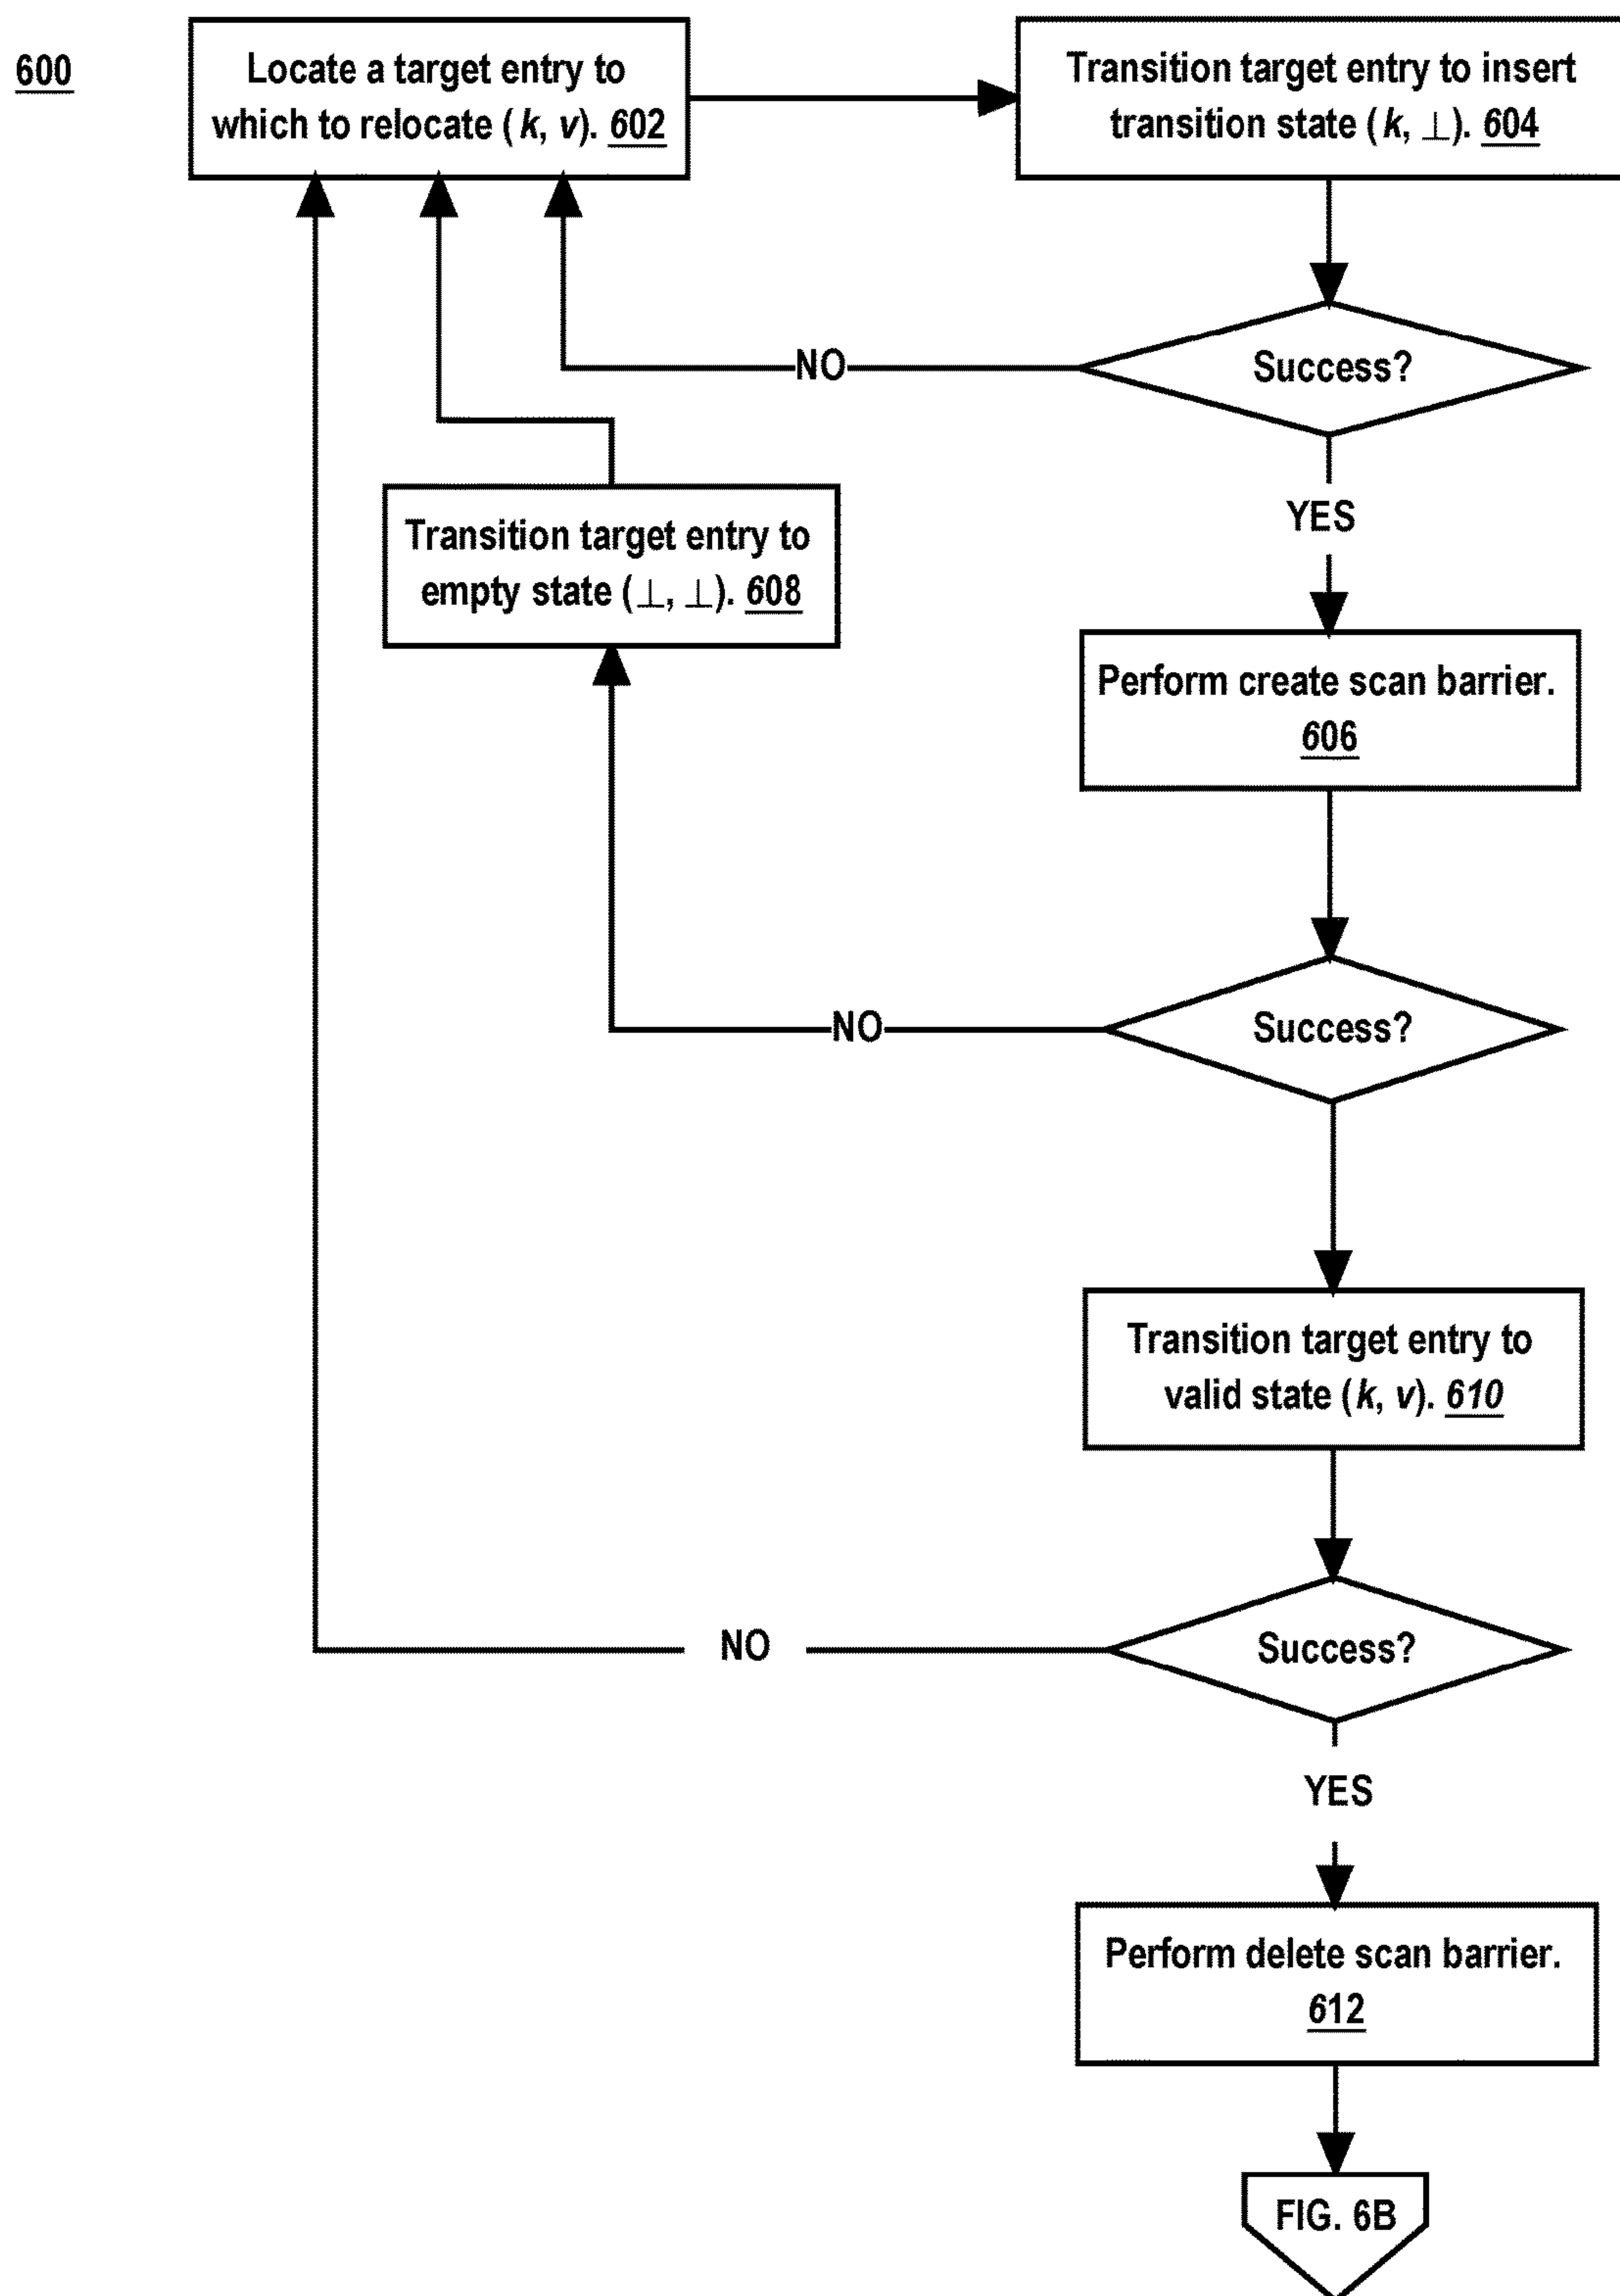 600
Locate a target entry to
which to relocate (k, v). 602
Transition target entry to insert
transition state (k, ⊥). 604
Success?
NO
YES
Transition target entry to
empty state (⊥, ⊥). 608
Perform create scan barrier.
606
Success?
NO
Transition target entry to
valid state (k, v). 610
Success?
NO
YES
Perform delete scan barrier.
612
FIG. 6B